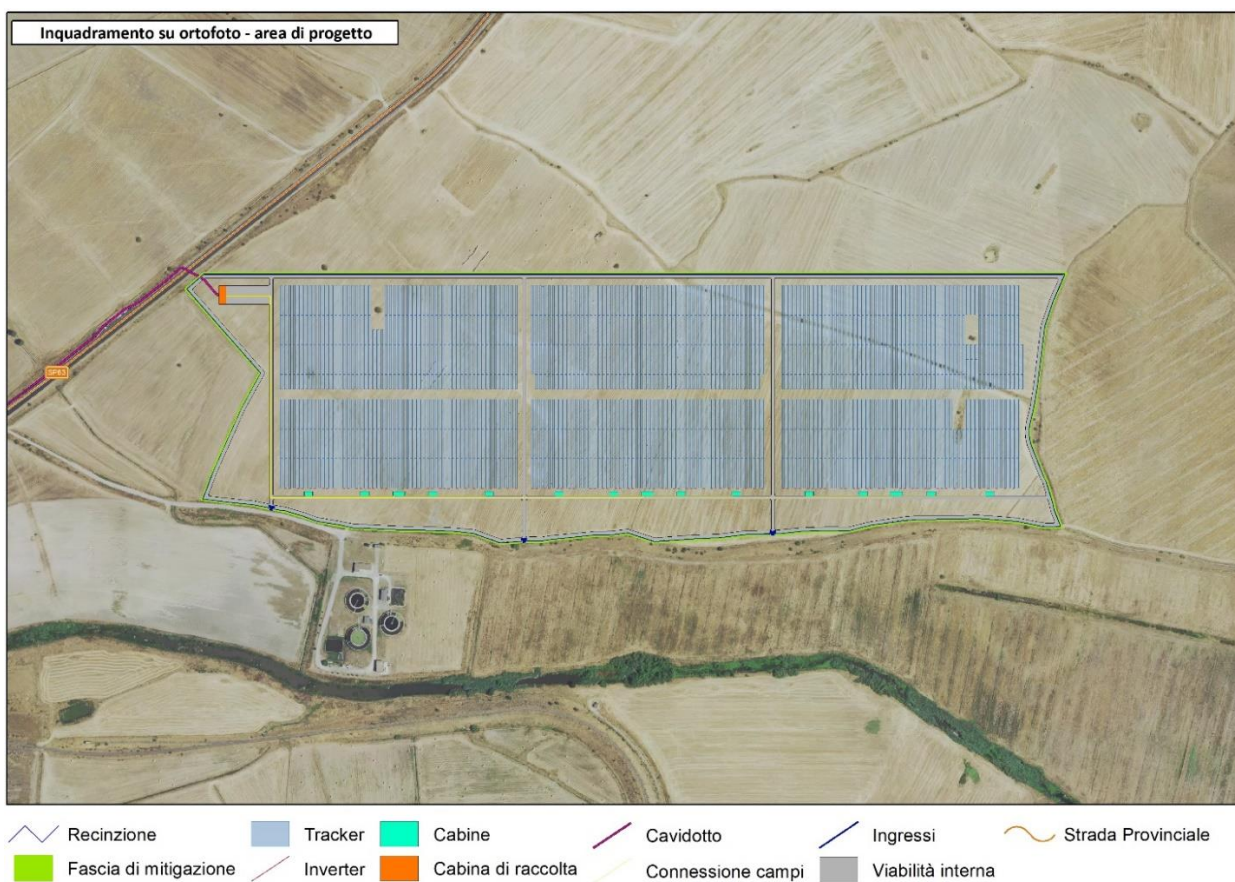 Inquadramento su ortofoto - area di progetto
SP63
Recinzione
Tracker
Cabine
Cavidotto
Ingressi
Strada Provinciale
Fascia di mitigazione
Inverter
Cabina di raccolta
Connessione campi
Viabilità interna